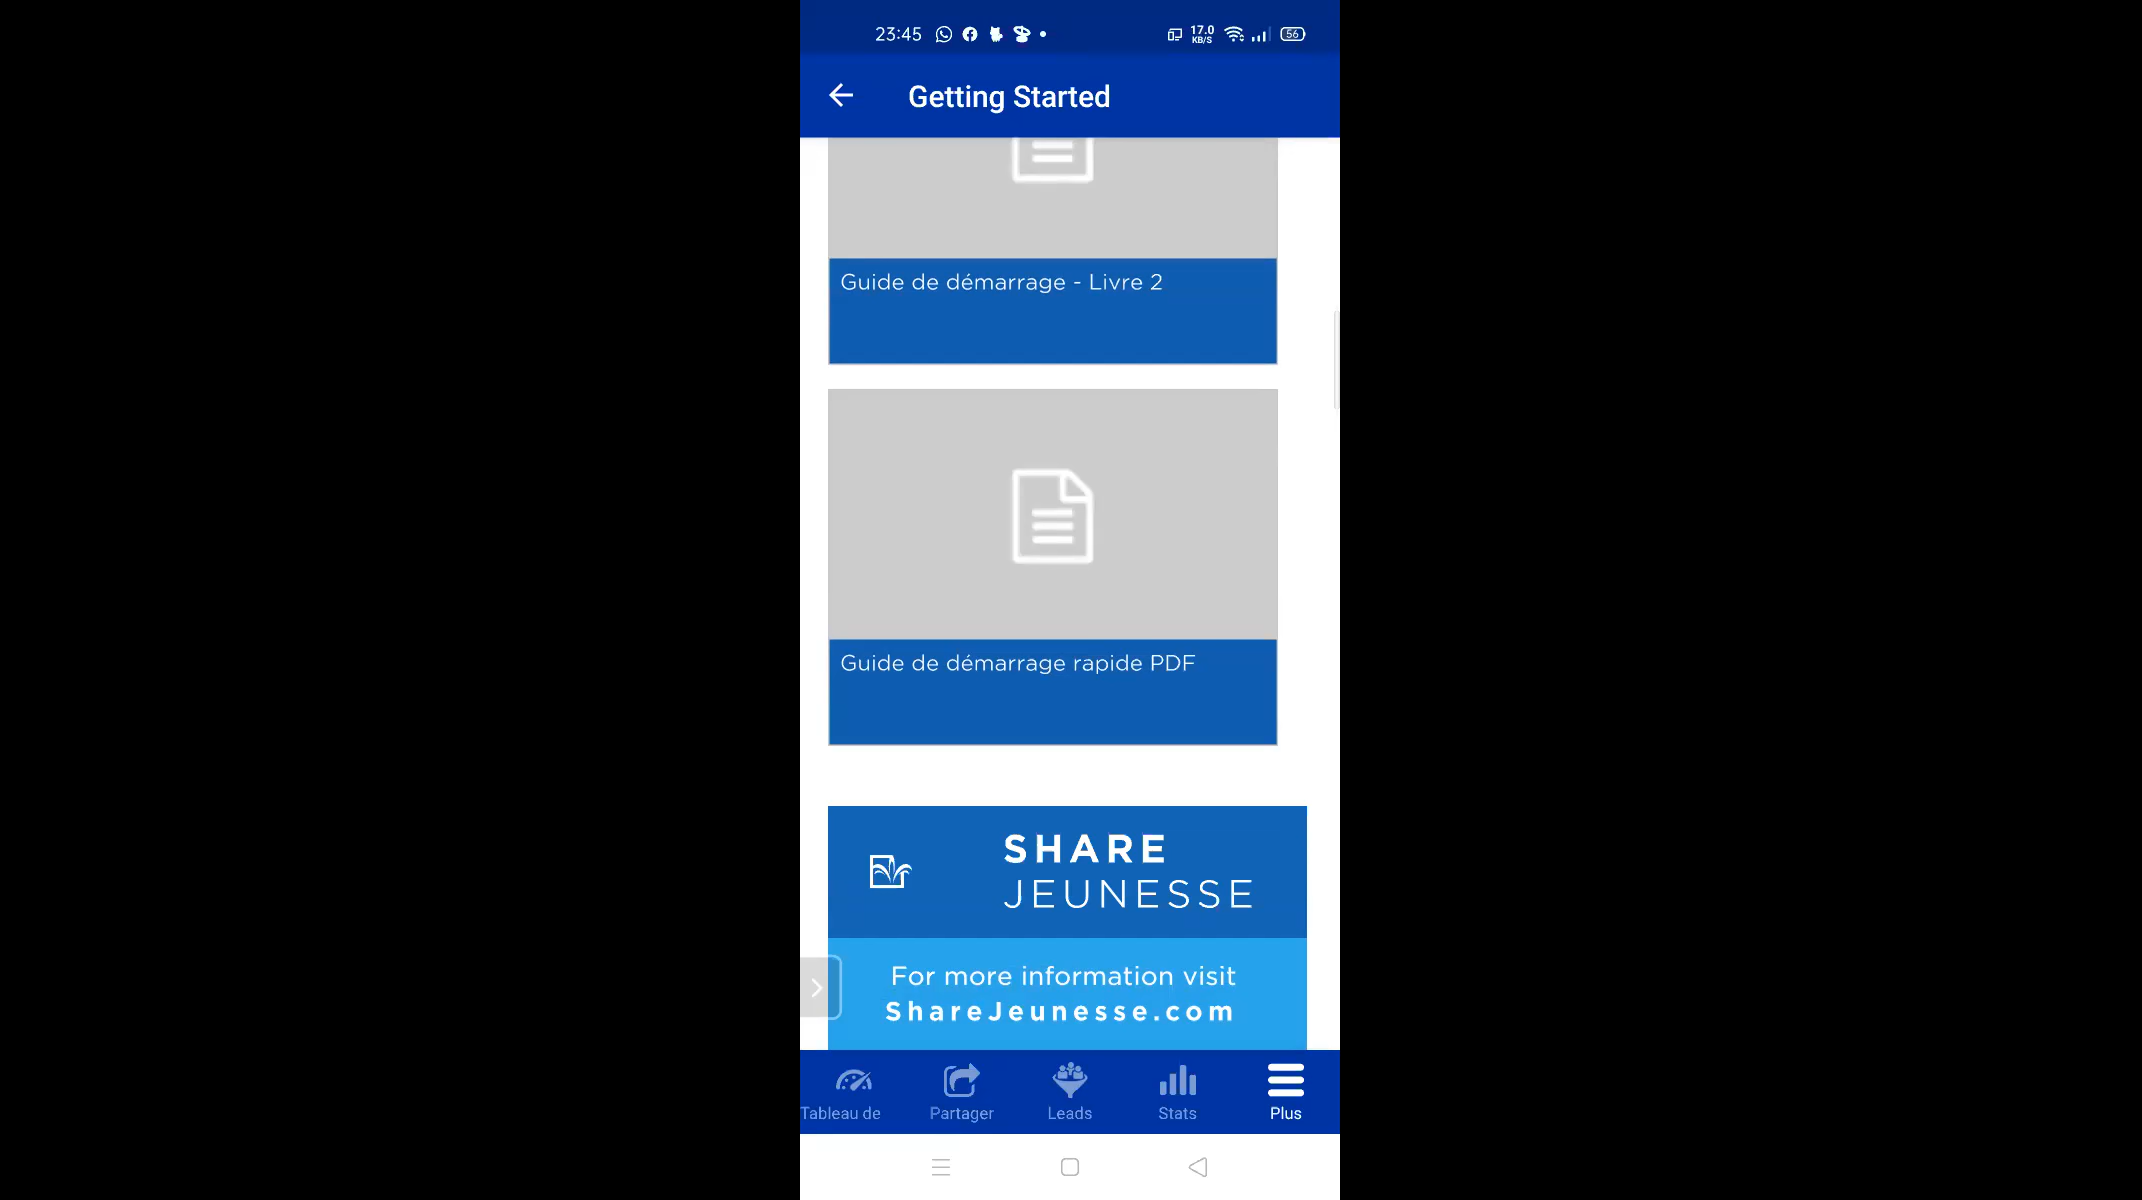 23:45
17.0
KB/S
56
Getting Started
Guide de démarrage - Livre 2
Guide de démarrage rapide PDF
SHARE
JEUNESSE
For more information visit
ShareJeunesse.com
Tableau de
Partager
Leads
Stats
Plus